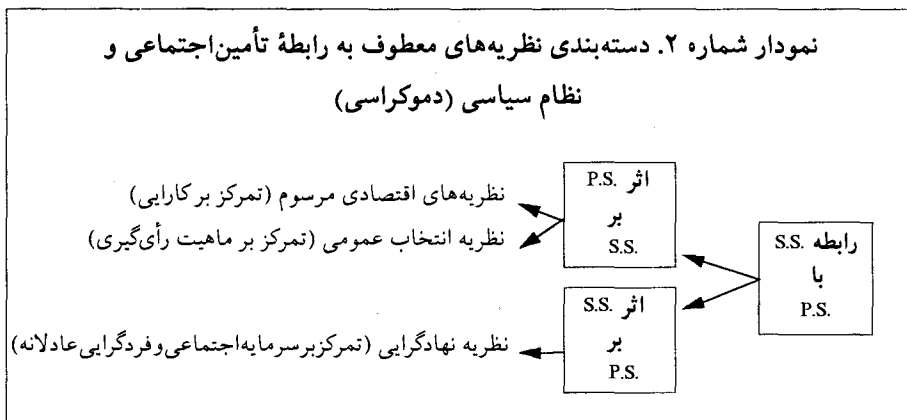 نمودار شماره ۲. دسته‌بندی نظریه‌های معطوف به رابطهٔ تأمین‌اجتماعی و
نظام سیاسی (دموکراسی)
رابطه S.S.
با
P.S.
اثر P.S.
بر
S.S.
نظریه‌های اقتصادی مرسوم (تمرکز بر کارایی)
نظریه انتخاب عمومی (تمرکز بر ماهیت رأی‌گیری)
اثر S.S.
بر
P.S.
نظریه نهادگرایی (تمرکزبرسرمایه‌اجتماعی‌وفردگرایی‌عادلانه)